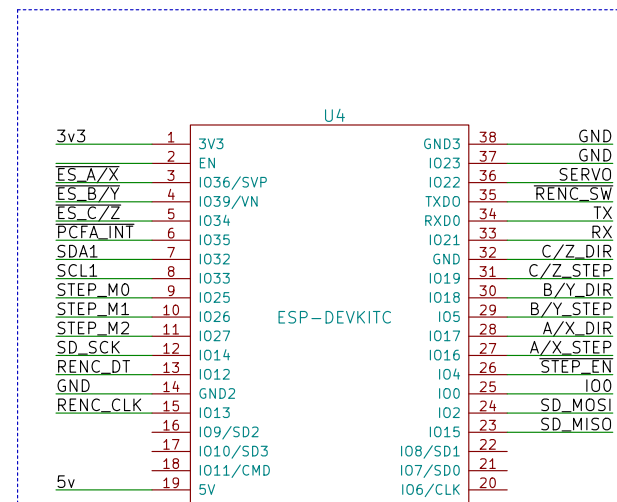 U4
3v3 1 3V3 GND3 38 GND
2 EN IO23 37 GND
ES_A/X 3 IO36/SVP IO22 36 SERVO
ES_B/Y 4 IO39/VN TXD0 35 RENC_SW
ES_C/Z 5 IO34 RXD0 34 TX
PCFA_INT 6 IO35 IO21 33 RX
SDA1 7 IO32 GND 32 C/Z_DIR
SCL1 8 IO33 IO19 31 C/Z_STEP
STEP_M0 9 IO25 IO18 30 B/Y_DIR
STEP_M1 10 IO26 ESP-DEVKITC IO5 29 B/Y_STEP
STEP_M2 11 IO27 IO17 28 A/X_DIR
SD_SCK 12 IO14 IO16 27 A/X_STEP
RENC_DT 13 IO12 IO4 26 STEP_EN
GND 14 GND2 IO0 25 IO0
RENC_CLK 15 IO13 IO2 24 SD_MOSI
16 IO9/SD2 IO15 23 SD_MISO
17 IO10/SD3 IO8/SD1 22
18 IO11/CMD IO7/SD0 21
5v 19 5V IO6/CLK 20